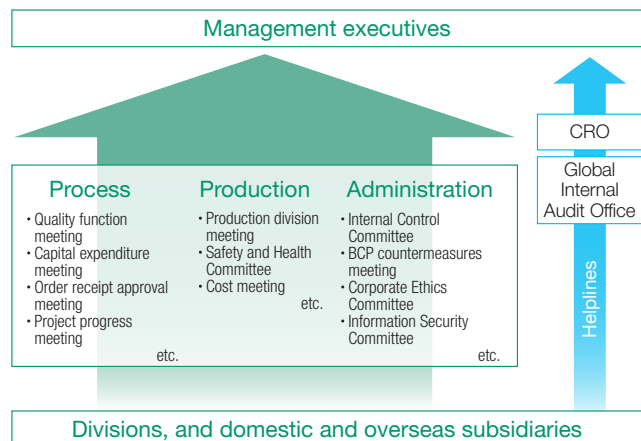 Management executives
CRO
Global
Internal
Audit Office
Helplines
Process
・Quality function
meeting
・Capital expenditure
meeting
・Order receipt approval
meeting
・Project progress
meeting
etc.
Production
・Production division
meeting
・Safety and Health
Committee
・Cost meeting
etc.
Administration
・Internal Control
Committee
・BCP countermeasures
meeting
・Corporate Ethics
Committee
・Information Security
Committee
etc.
Divisions, and domestic and overseas subsidiaries